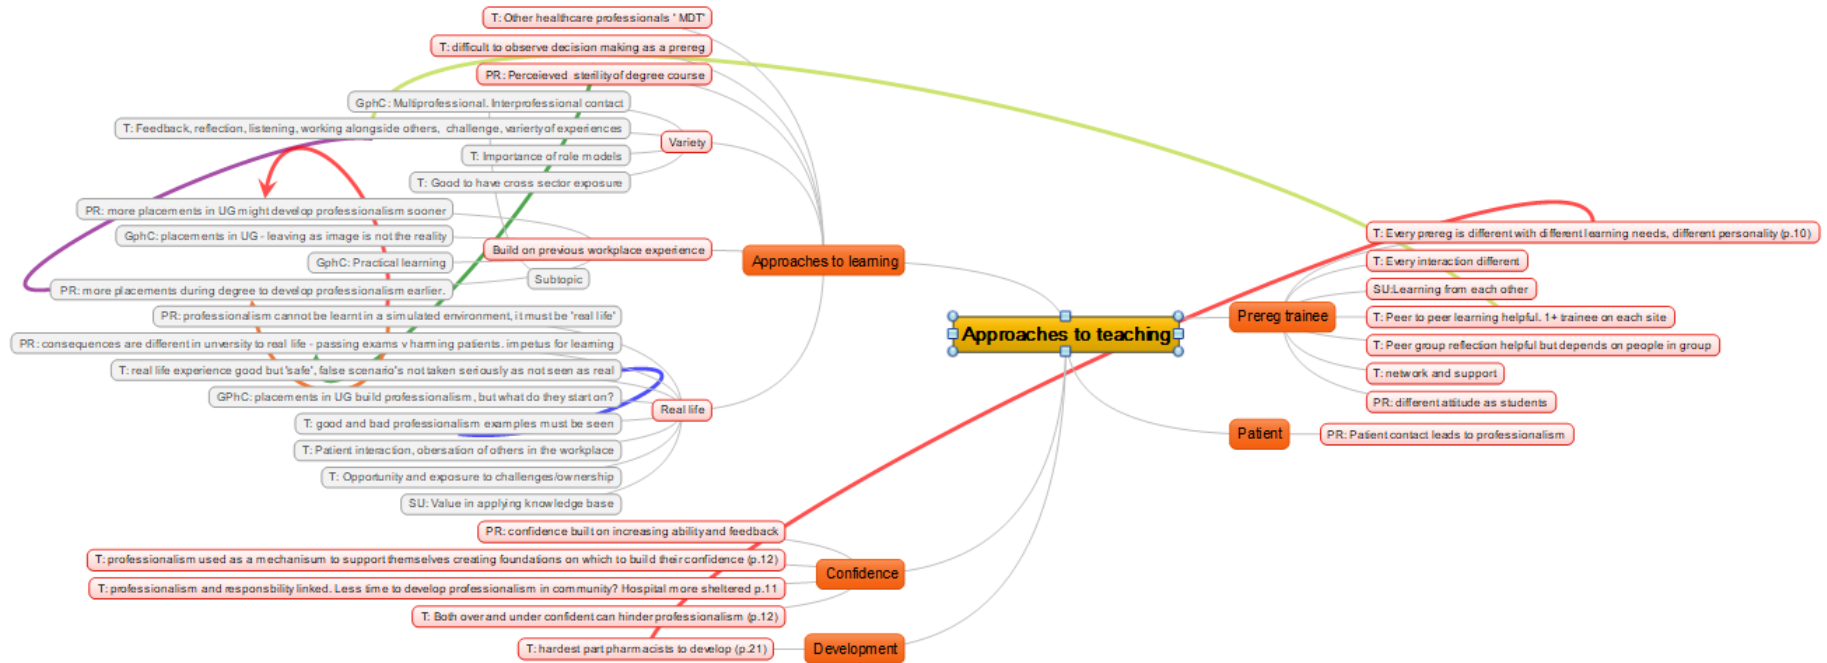 T: Other healthcare professionals ' MDT'
T: difficult to observe decision making as a prereg
PR: Perceieved sterility of degree course
GphC: Multiprofessional. Interprofessional contact
T: Feedback, reflection, listening, working alongside others, challenge, varierty of experiences
T: Importance of role models
T: Good to have cross sector exposure
Variety
PR: more placements in UG might develop professionalism sooner
GphC: placements in UG - leaving as image is not the reality
GphC: Practical learning
PR: more placements during degree to develop professionalism earlier.
Build on previous workplace experience
Subtopic
Approaches to learning
PR: professionalism cannot be learnt in a simulated environment, it must be 'real life'
PR: consequences are different in unversity to real life - passing exams v harming patients. impetus for learning
T: real life experience good but 'safe', false scenario's not taken seriously as not seen as real
GPhC: placements in UG build professionalism, but what do they start on?
T: good and bad professionalism examples must be seen
T: Patient interaction, obersation of others in the workplace
T: Opportunity and exposure to challenges/ownership
SU: Value in applying knowledge base
Real life
PR: confidence built on increasing ability and feedback
T: professionalism used as a mechanisum to support themselves creating foundations on which to build their confidence (p.12)
T: professionalism and responsbility linked. Less time to develop professionalism in community? Hospital more sheltered p.11
T: Both over and under confident can hinder professionalism (p.12)
Confidence
T: hardest part pharmacists to develop (p.21)
Development
Approaches to teaching
Prereg trainee
T: Every prereg is different with different learning needs, different personality (p.10)
T: Every interaction different
SU:Learning from each other
T: Peer to peer learning helpful. 1+ trainee on each site
T: Peer group reflection helpful but depends on people in group
T: network and support
PR: different attitude as students
Patient
PR: Patient contact leads to professionalism